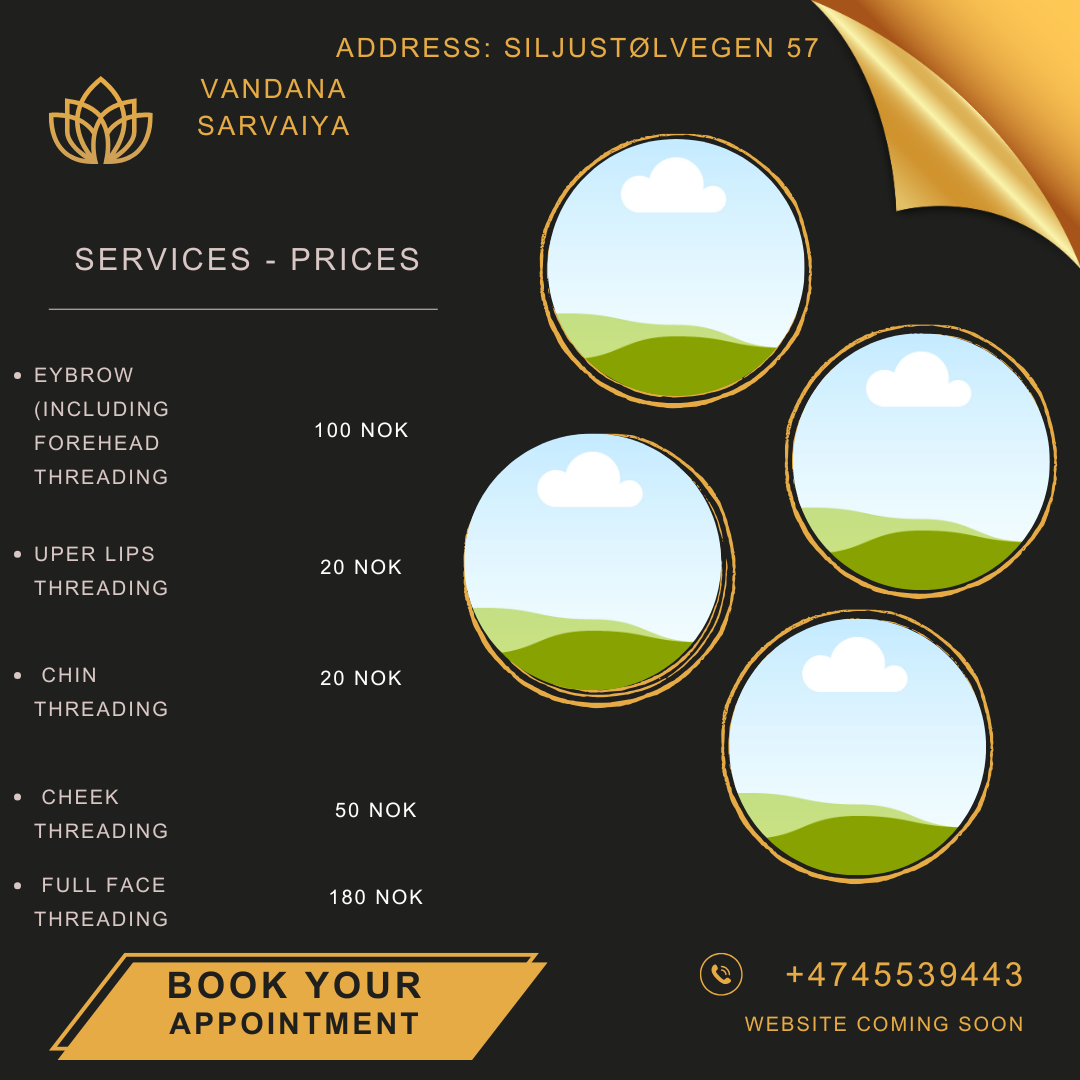 ADDRESS: SILJUSTØLVEGEN 57
VANDANA
SARVAIYA
SERVICES - PRICES
• EYBROW
(INCLUDING
FOREHEAD
THREADING
100 NOK
• UPER LIPS
THREADING
20 NOK
• CHIN
THREADING
20 NOK
• CHEEK
THREADING
50 NOK
• FULL FACE
THREADING
180 NOK
BOOK YOUR
APPOINTMENT
+4745539443
WEBSITE COMING SOON